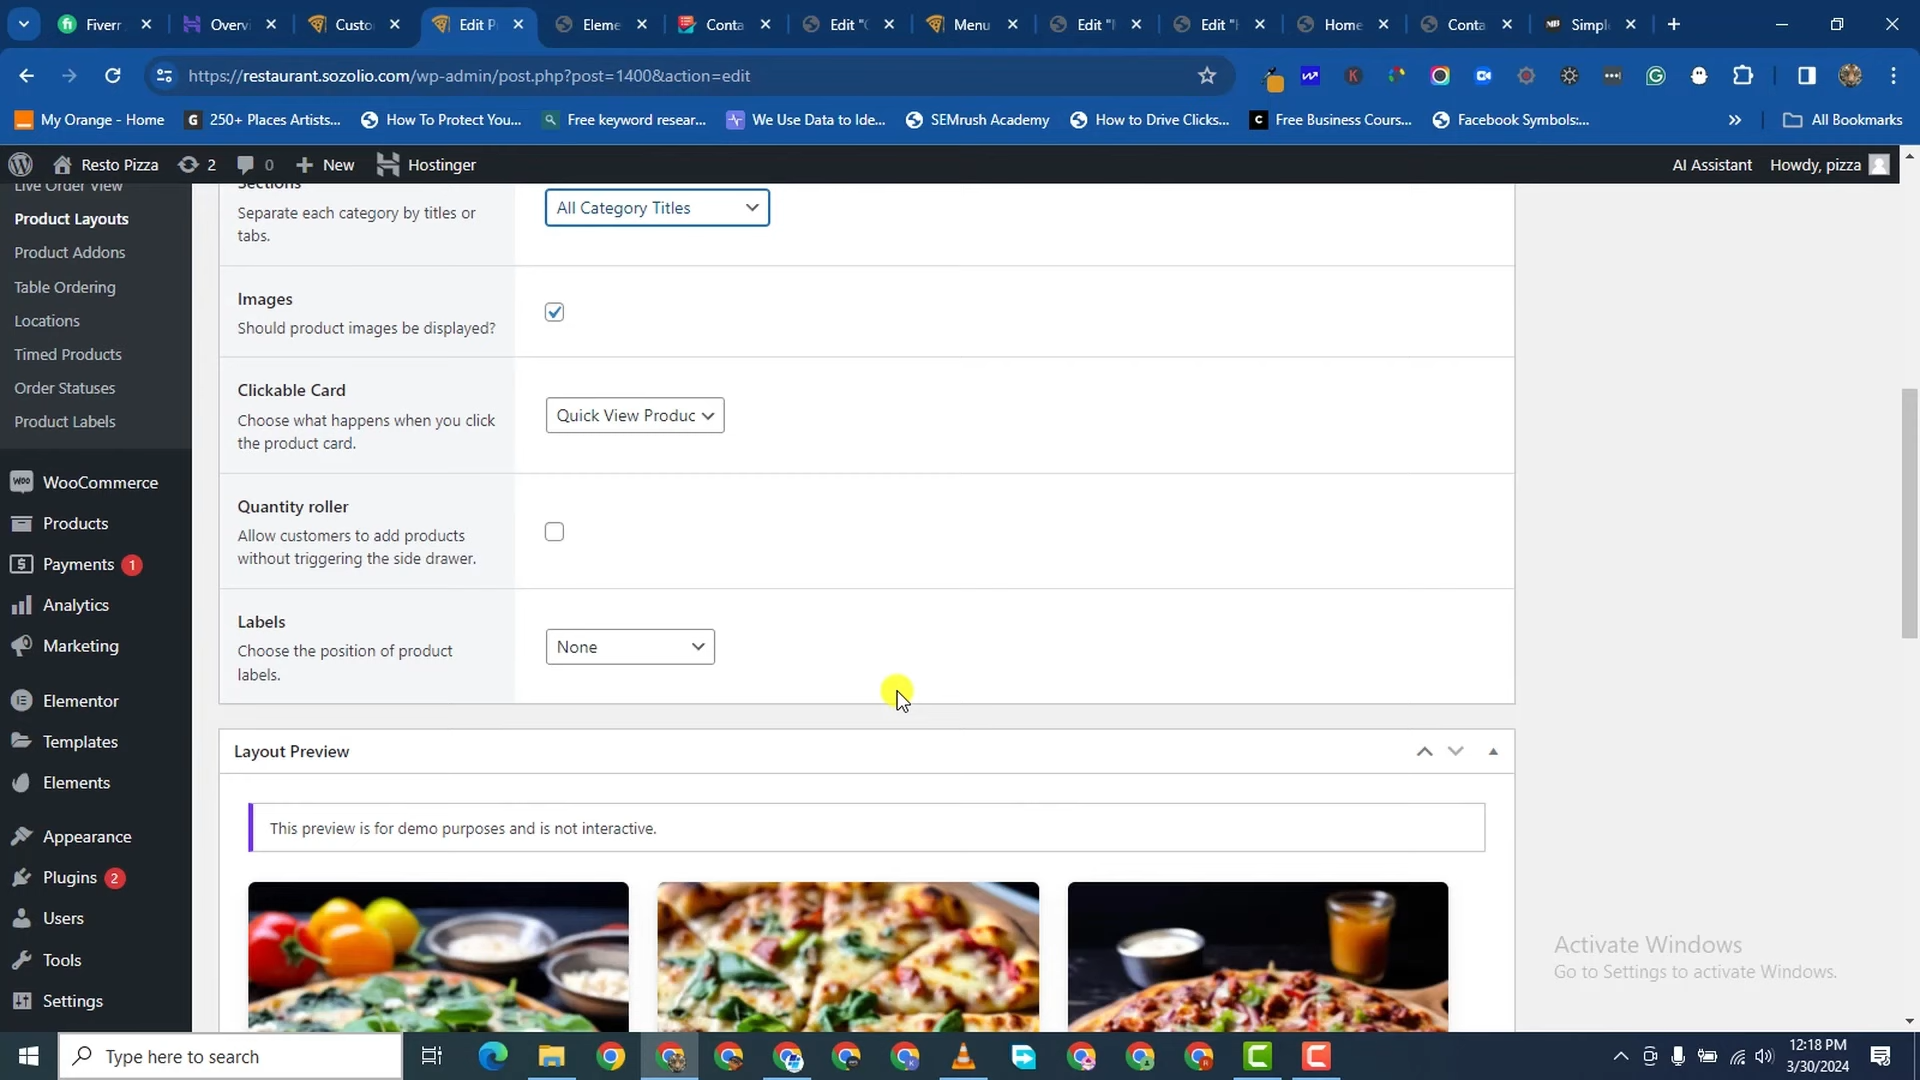 Fiverr
Overv
Custo
Edit P
Eleme
Conta
Edit "C
Menu
Edit "
Edit "
Home
Conta
Simpl
https://restaurant.sozolio.com/wp-admin/post.php?post=1400&action=edit
My Orange - Home
250+ Places Artists...
How To Protect You...
Free keyword resear...
We Use Data to Ide...
SEMrush Academy
How to Drive Clicks...
Free Business Cours...
Facebook Symbols:...
All Bookmarks
Resto Pizza
2
0
New
Hostinger
AI Assistant
Howdy, pizza
Live Order View
Product Layouts
Product Addons
Table Ordering
Locations
Timed Products
Order Statuses
Product Labels
WooCommerce
Products
Payments 1
Analytics
Marketing
Elementor
Templates
Elements
Appearance
Plugins 2
Users
Tools
Settings
Sections
Separate each category by titles or
tabs.
All Category Titles
Images
Should product images be displayed?
Clickable Card
Choose what happens when you click
the product card.
Quick View Produc
Quantity roller
Allow customers to add products
without triggering the side drawer.
Labels
Choose the position of product
labels.
None
Layout Preview
This preview is for demo purposes and is not interactive.
Activate Windows
Go to Settings to activate Windows.
Type here to search
12:18 PM
3/30/2024